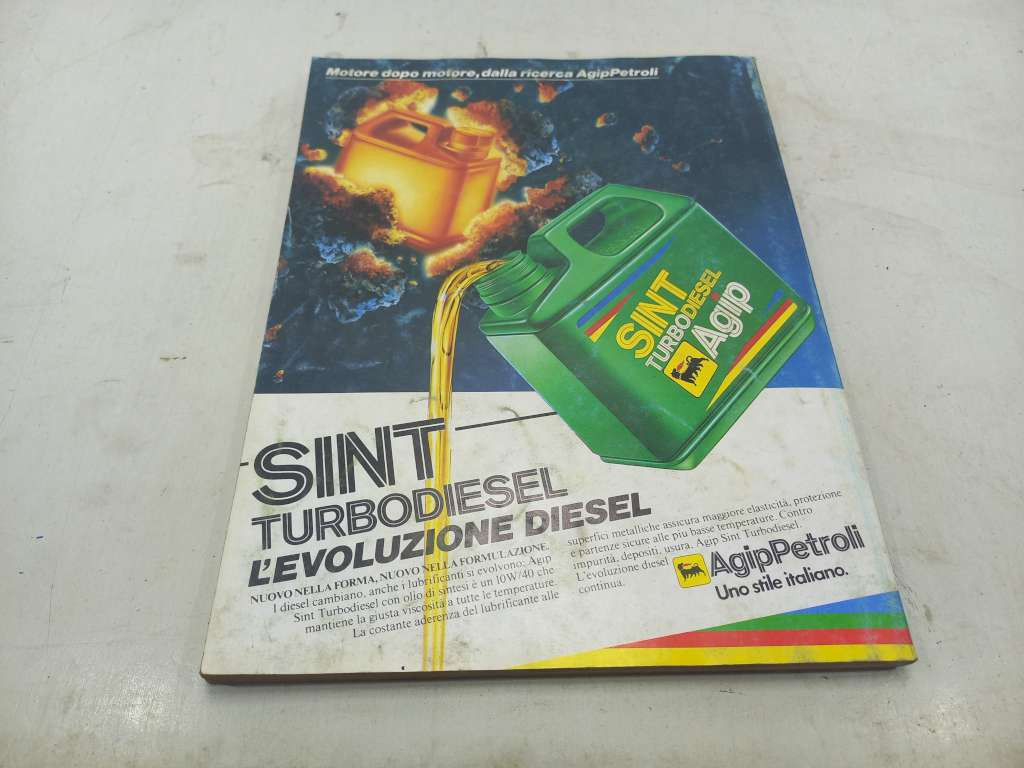 Motore dopo motore, dalla ricerca AgipPetroli
SINT
TURBODIESEL
Agip
SINT
TURBODIESEL
L'EVOLUZIONE DIESEL
NUOVO NELLA FORMA, NUOVO NELLA FORMULAZIONE.
I diesel cambiano, anche i lubrificanti si evolvono: Agip
Sint Turbodiesel con olio di sintesi è un 10W/40 che
mantiene la giusta viscosità a tutte le temperature.
La costante aderenza del lubrificante alle
superfici metalliche assicura maggiore elasticità, protezione
e partenze sicure alle più basse temperature. Contro
impurità, depositi, usura. Agip Sint Turbodiesel.
L'evoluzione diesel
continua.
AgipPetroli
Uno stile italiano.